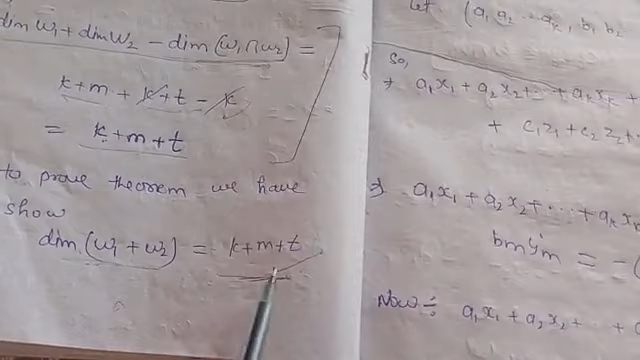 dim W1 + dim W2 - dim (W1 ∩ W2) =
k+m + k+t - k
= k+m+t
to prove theorem we have
show
dim (W1 + W2) = k+m+t
Let (a1 a2 ... ak, b1 b2
So,
⇒ a1x1 + a2x2 + ... + akxk +
+ c1z1 + c2z2 +
⇒ a1x1 + a2x2 + ... + akxk
bmym = -(
Now ÷ a1x1 + a2x2 + ... +